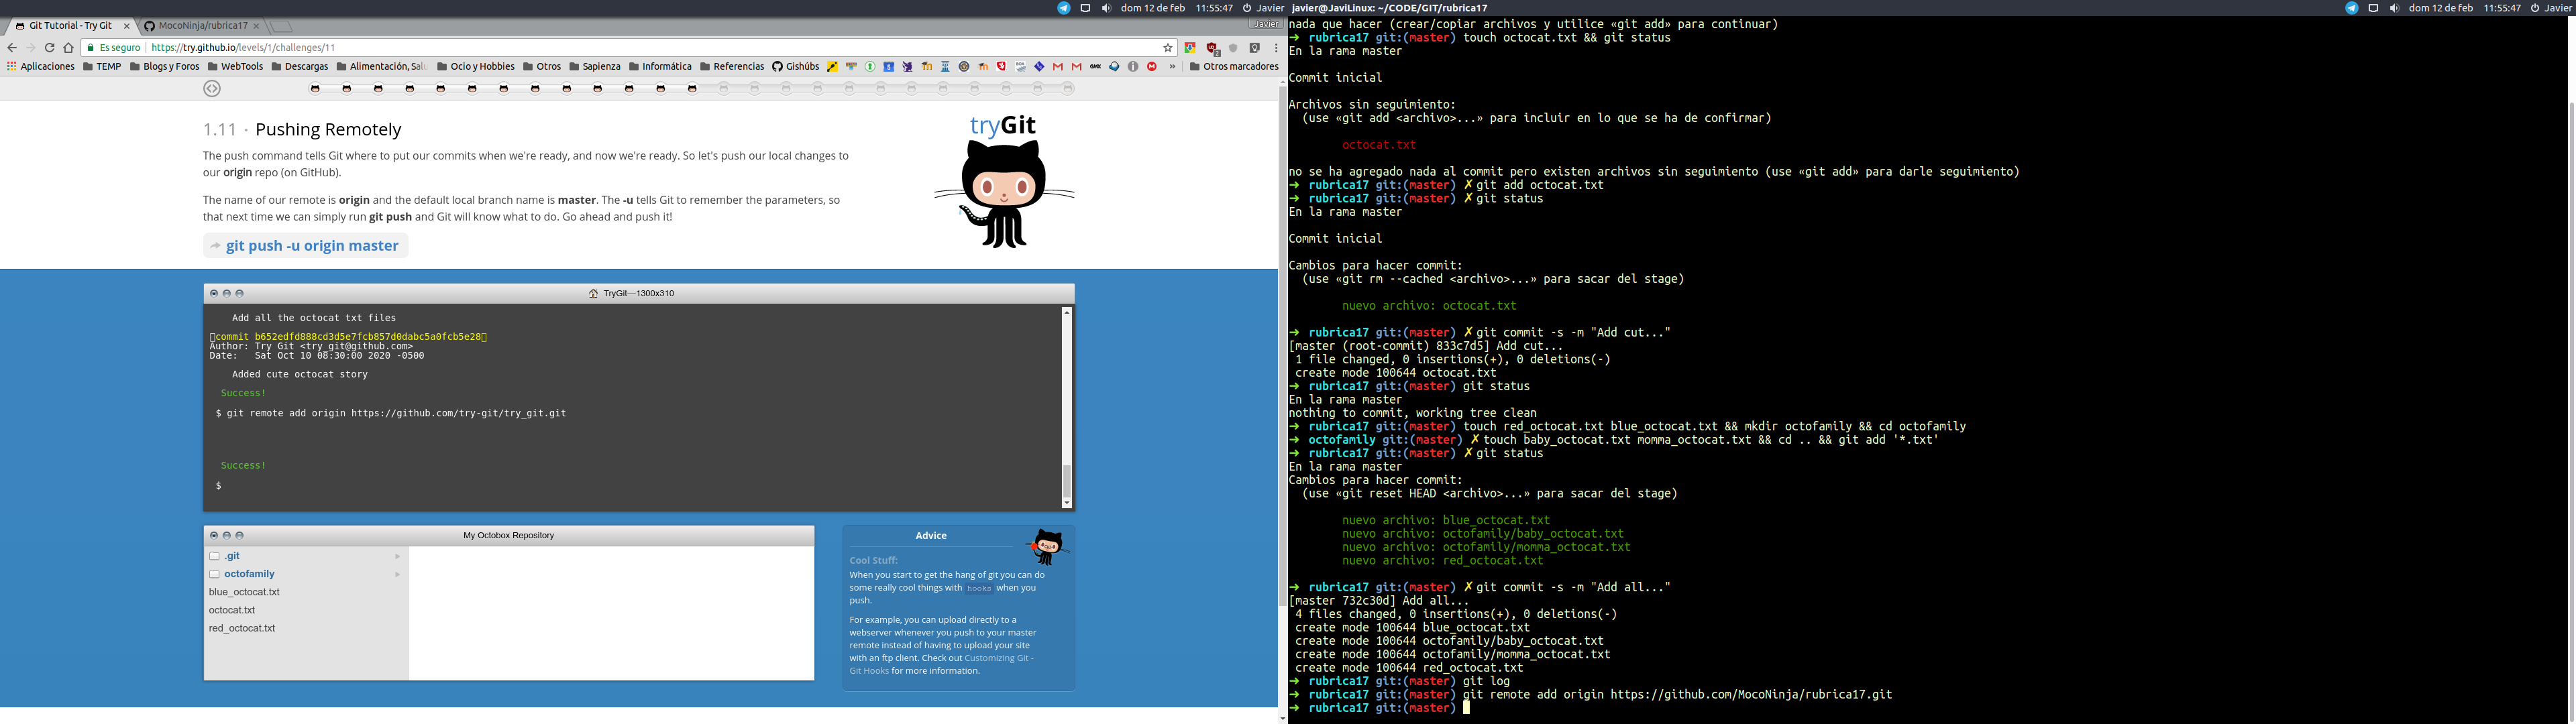 dom 12 de feb 11:55:47 Javier
Git Tutorial - Try Git
MocoNinja/rubrica17
Javier
Es seguro | https://try.github.io/levels/1/challenges/11
Aplicaciones TEMP Blogs y Foros WebTools Descargas Alimentación, Salu Ocio y Hobbies Otros Sapienza Informática Referencias Gishúbs GMX » Otros marcadores
1.11 · Pushing Remotely
The push command tells Git where to put our commits when we're ready, and now we're ready. So let's push our local changes to
our origin repo (on GitHub).
The name of our remote is origin and the default local branch name is master. The -u tells Git to remember the parameters, so
that next time we can simply run git push and Git will know what to do. Go ahead and push it!
git push -u origin master
tryGit
TryGit—1300x310
Add all the octocat txt files
commit b652edfd888cd3d5e7fcb857d0dabc5a0fcb5e28
Author: Try Git <try_git@github.com>
Date: Sat Oct 10 08:30:00 2020 -0500
Added cute octocat story
Success!
$ git remote add origin https://github.com/try-git/try_git.git
Success!
$
My Octobox Repository
.git
octofamily
blue_octocat.txt
octocat.txt
red_octocat.txt
Advice
Cool Stuff:
When you start to get the hang of git you can do
some really cool things with hooks when you
push.
For example, you can upload directly to a
webserver whenever you push to your master
remote instead of having to upload your site
with an ftp client. Check out Customizing Git -
Git Hooks for more information.
javier@JaviLinux: ~/CODE/GIT/rubrica17
dom 12 de feb 11:55:47 Javier
nada que hacer (crear/copiar archivos y utilice «git add» para continuar)
➜ rubrica17 git:(master) touch octocat.txt && git status
En la rama master
Commit inicial
Archivos sin seguimiento:
(use «git add <archivo>...» para incluir en lo que se ha de confirmar)
octocat.txt
no se ha agregado nada al commit pero existen archivos sin seguimiento (use «git add» para darle seguimiento)
➜ rubrica17 git:(master) ✗ git add octocat.txt
➜ rubrica17 git:(master) ✗ git status
En la rama master
Commit inicial
Cambios para hacer commit:
(use «git rm --cached <archivo>...» para sacar del stage)
nuevo archivo: octocat.txt
➜ rubrica17 git:(master) ✗ git commit -s -m "Add cut..."
[master (root-commit) 833c7d5] Add cut...
1 file changed, 0 insertions(+), 0 deletions(-)
create mode 100644 octocat.txt
➜ rubrica17 git:(master) git status
En la rama master
nothing to commit, working tree clean
➜ rubrica17 git:(master) touch red_octocat.txt blue_octocat.txt && mkdir octofamily && cd octofamily
➜ octofamily git:(master) ✗ touch baby_octocat.txt momma_octocat.txt && cd .. && git add '*.txt'
➜ rubrica17 git:(master) ✗ git status
En la rama master
Cambios para hacer commit:
(use «git reset HEAD <archivo>...» para sacar del stage)
nuevo archivo: blue_octocat.txt
nuevo archivo: octofamily/baby_octocat.txt
nuevo archivo: octofamily/momma_octocat.txt
nuevo archivo: red_octocat.txt
➜ rubrica17 git:(master) ✗ git commit -s -m "Add all..."
[master 732c30d] Add all...
4 files changed, 0 insertions(+), 0 deletions(-)
create mode 100644 blue_octocat.txt
create mode 100644 octofamily/baby_octocat.txt
create mode 100644 octofamily/momma_octocat.txt
create mode 100644 red_octocat.txt
➜ rubrica17 git:(master) git log
➜ rubrica17 git:(master) git remote add origin https://github.com/MocoNinja/rubrica17.git
➜ rubrica17 git:(master)